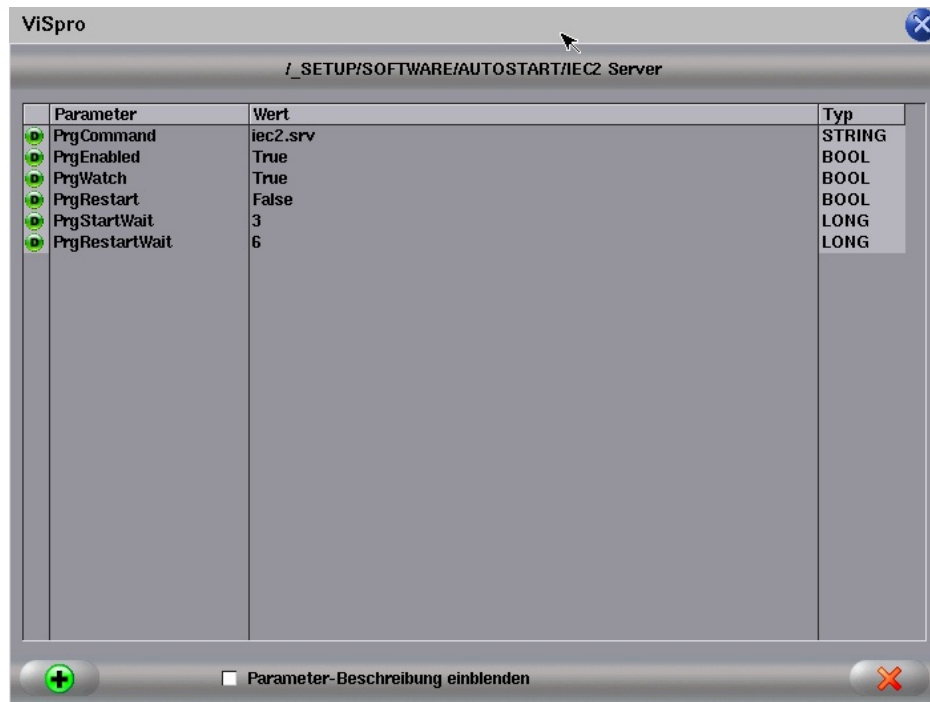 ViSpro
/_SETUP/SOFTWARE/AUTOSTART/IEC2 Server
Parameter Wert Typ
D PrgCommand iec2.srv STRING
D PrgEnabled True BOOL
D PrgWatch True BOOL
D PrgRestart False BOOL
D PrgStartWait 3 LONG
D PrgRestartWait 6 LONG
Parameter-Beschreibung einblenden